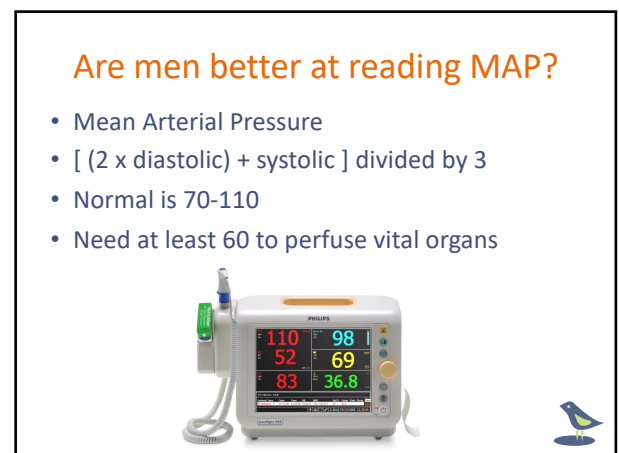 Are men better at reading MAP?
• Mean Arterial Pressure
• [ (2 x diastolic) + systolic ] divided by 3
• Normal is 70-110
• Need at least 60 to perfuse vital organs
PHILIPS
110 98
52 69
83 36.8